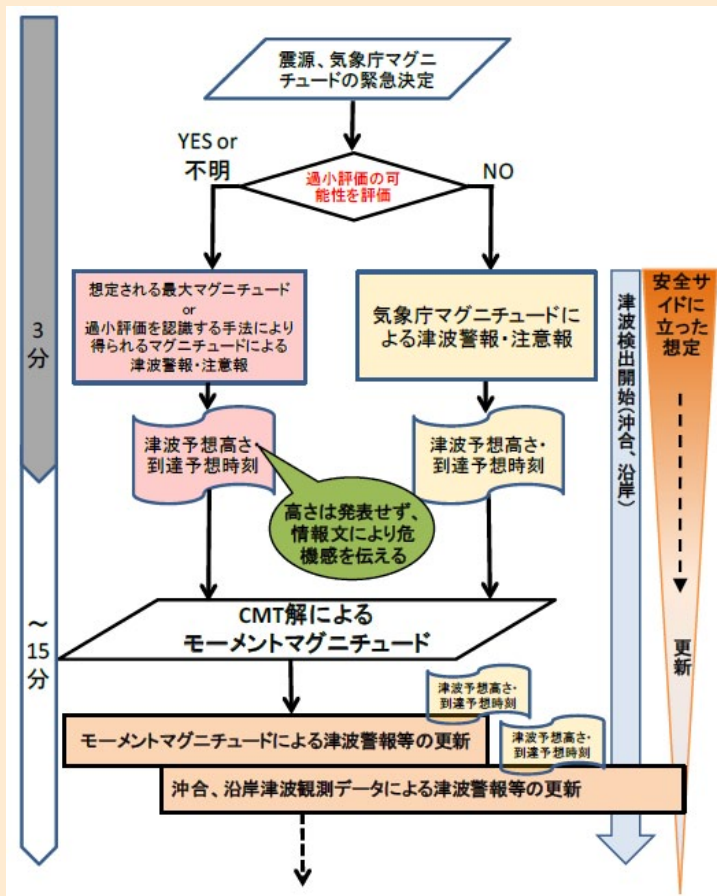 震源、気象庁マグニ
チュードの緊急決定
YES or
不明
過小評価の可
能性を評価
NO
想定される最大マグニチュード
or
過小評価を認識する手法により
得られるマグニチュードによる
津波警報・注意報
気象庁マグニチュードに
よる津波警報・注意報
3
分
津波検出開始(沖合、沿岸)
安全サ
イドに
立った
想定
津波予想高さ・
到達予想時刻
津波予想高さ・
到達予想時刻
高さは発表せず、
情報文により危
機感を伝える
CMT解による
モーメントマグニチュード
~
15
分
更新
津波予想高さ・
到達予想時刻
モーメントマグニチュードによる津波警報等の更新
津波予想高さ・
到達予想時刻
沖合、沿岸津波観測データによる津波警報等の更新